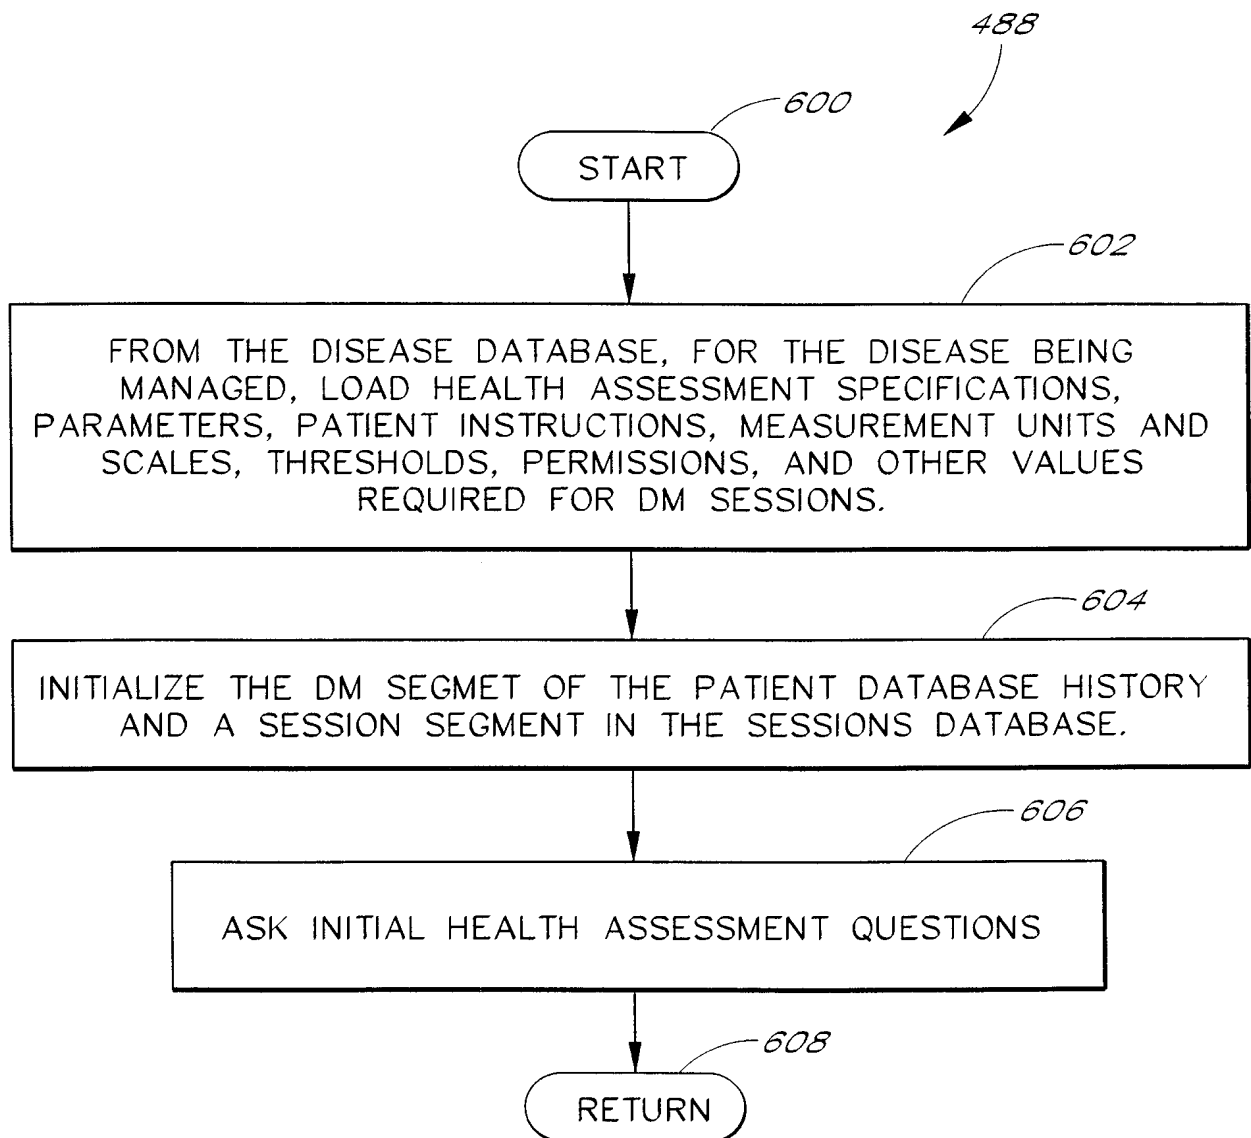 488
600
START
602
FROM THE DISEASE DATABASE, FOR THE DISEASE BEING
MANAGED, LOAD HEALTH ASSESSMENT SPECIFICATIONS,
PARAMETERS, PATIENT INSTRUCTIONS, MEASUREMENT UNITS AND
SCALES, THRESHOLDS, PERMISSIONS, AND OTHER VALUES
REQUIRED FOR DM SESSIONS.
604
INITIALIZE THE DM SEGMET OF THE PATIENT DATABASE HISTORY
AND A SESSION SEGMENT IN THE SESSIONS DATABASE.
606
ASK INITIAL HEALTH ASSESSMENT QUESTIONS
608
RETURN